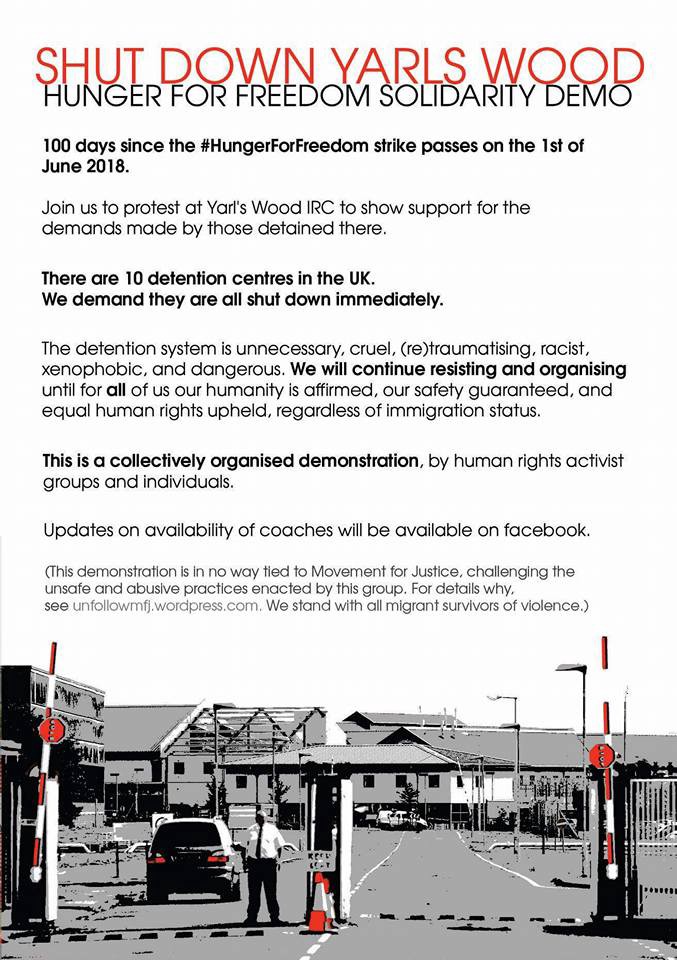 SHUT DOWN YARLS WOOD
HUNGER FOR FREEDOM SOLIDARITY DEMO
100 days since the #HungerForFreedom strike passes on the 1st of
June 2018.
Join us to protest at Yarl's Wood IRC to show support for the
demands made by those detained there.
There are 10 detention centres in the UK.
We demand they are all shut down immediately.
The detention system is unnecessary, cruel, (re)traumatising, racist,
xenophobic, and dangerous. We will continue resisting and organising
until for all of us our humanity is affirmed, our safety guaranteed, and
equal human rights upheld, regardless of immigration status.
This is a collectively organised demonstration, by human rights activist
groups and individuals.
Updates on availability of coaches will be available on facebook.
(This demonstration is in no way tied to Movement for Justice, challenging the
unsafe and abusive practices enacted by this group. For details why,
see unfollowmfj.wordpress.com. We stand with all migrant survivors of violence.)